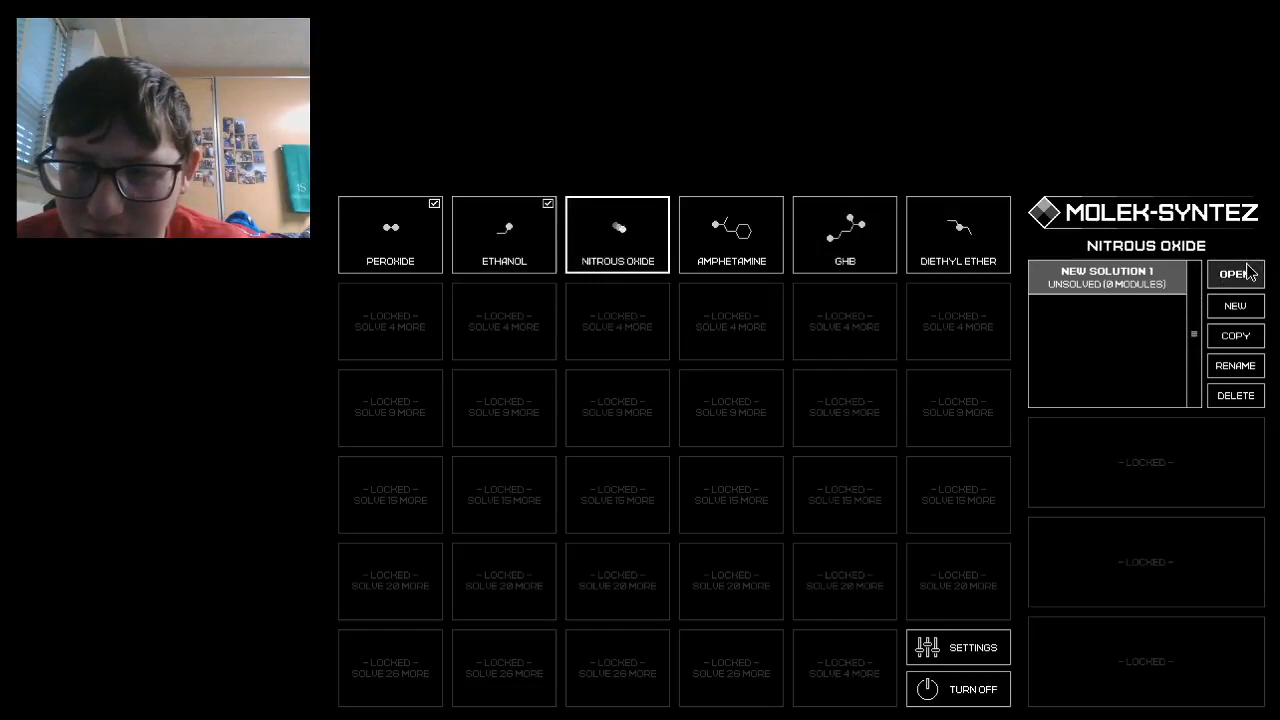 PEROXIDE
ETHANOL
NITROUS OXIDE
AMPHETAMINE
GHB
DIETHYL ETHER
- LOCKED -
SOLVE 4 MORE
- LOCKED -
SOLVE 4 MORE
- LOCKED -
SOLVE 4 MORE
- LOCKED -
SOLVE 4 MORE
- LOCKED -
SOLVE 4 MORE
- LOCKED -
SOLVE 4 MORE
- LOCKED -
SOLVE 9 MORE
- LOCKED -
SOLVE 9 MORE
- LOCKED -
SOLVE 9 MORE
- LOCKED -
SOLVE 9 MORE
- LOCKED -
SOLVE 9 MORE
- LOCKED -
SOLVE 9 MORE
- LOCKED -
SOLVE 15 MORE
- LOCKED -
SOLVE 15 MORE
- LOCKED -
SOLVE 15 MORE
- LOCKED -
SOLVE 15 MORE
- LOCKED -
SOLVE 15 MORE
- LOCKED -
SOLVE 15 MORE
- LOCKED -
SOLVE 20 MORE
- LOCKED -
SOLVE 20 MORE
- LOCKED -
SOLVE 20 MORE
- LOCKED -
SOLVE 20 MORE
- LOCKED -
SOLVE 20 MORE
- LOCKED -
SOLVE 20 MORE
- LOCKED -
SOLVE 26 MORE
- LOCKED -
SOLVE 26 MORE
- LOCKED -
SOLVE 26 MORE
- LOCKED -
SOLVE 26 MORE
- LOCKED -
SOLVE 4 MORE
SETTINGS
TURN OFF
MOLEK-SYNTEZ
NITROUS OXIDE
NEW SOLUTION 1
UNSOLVED (0 MODULES)
OPEN
NEW
COPY
RENAME
DELETE
- LOCKED -
- LOCKED -
- LOCKED -